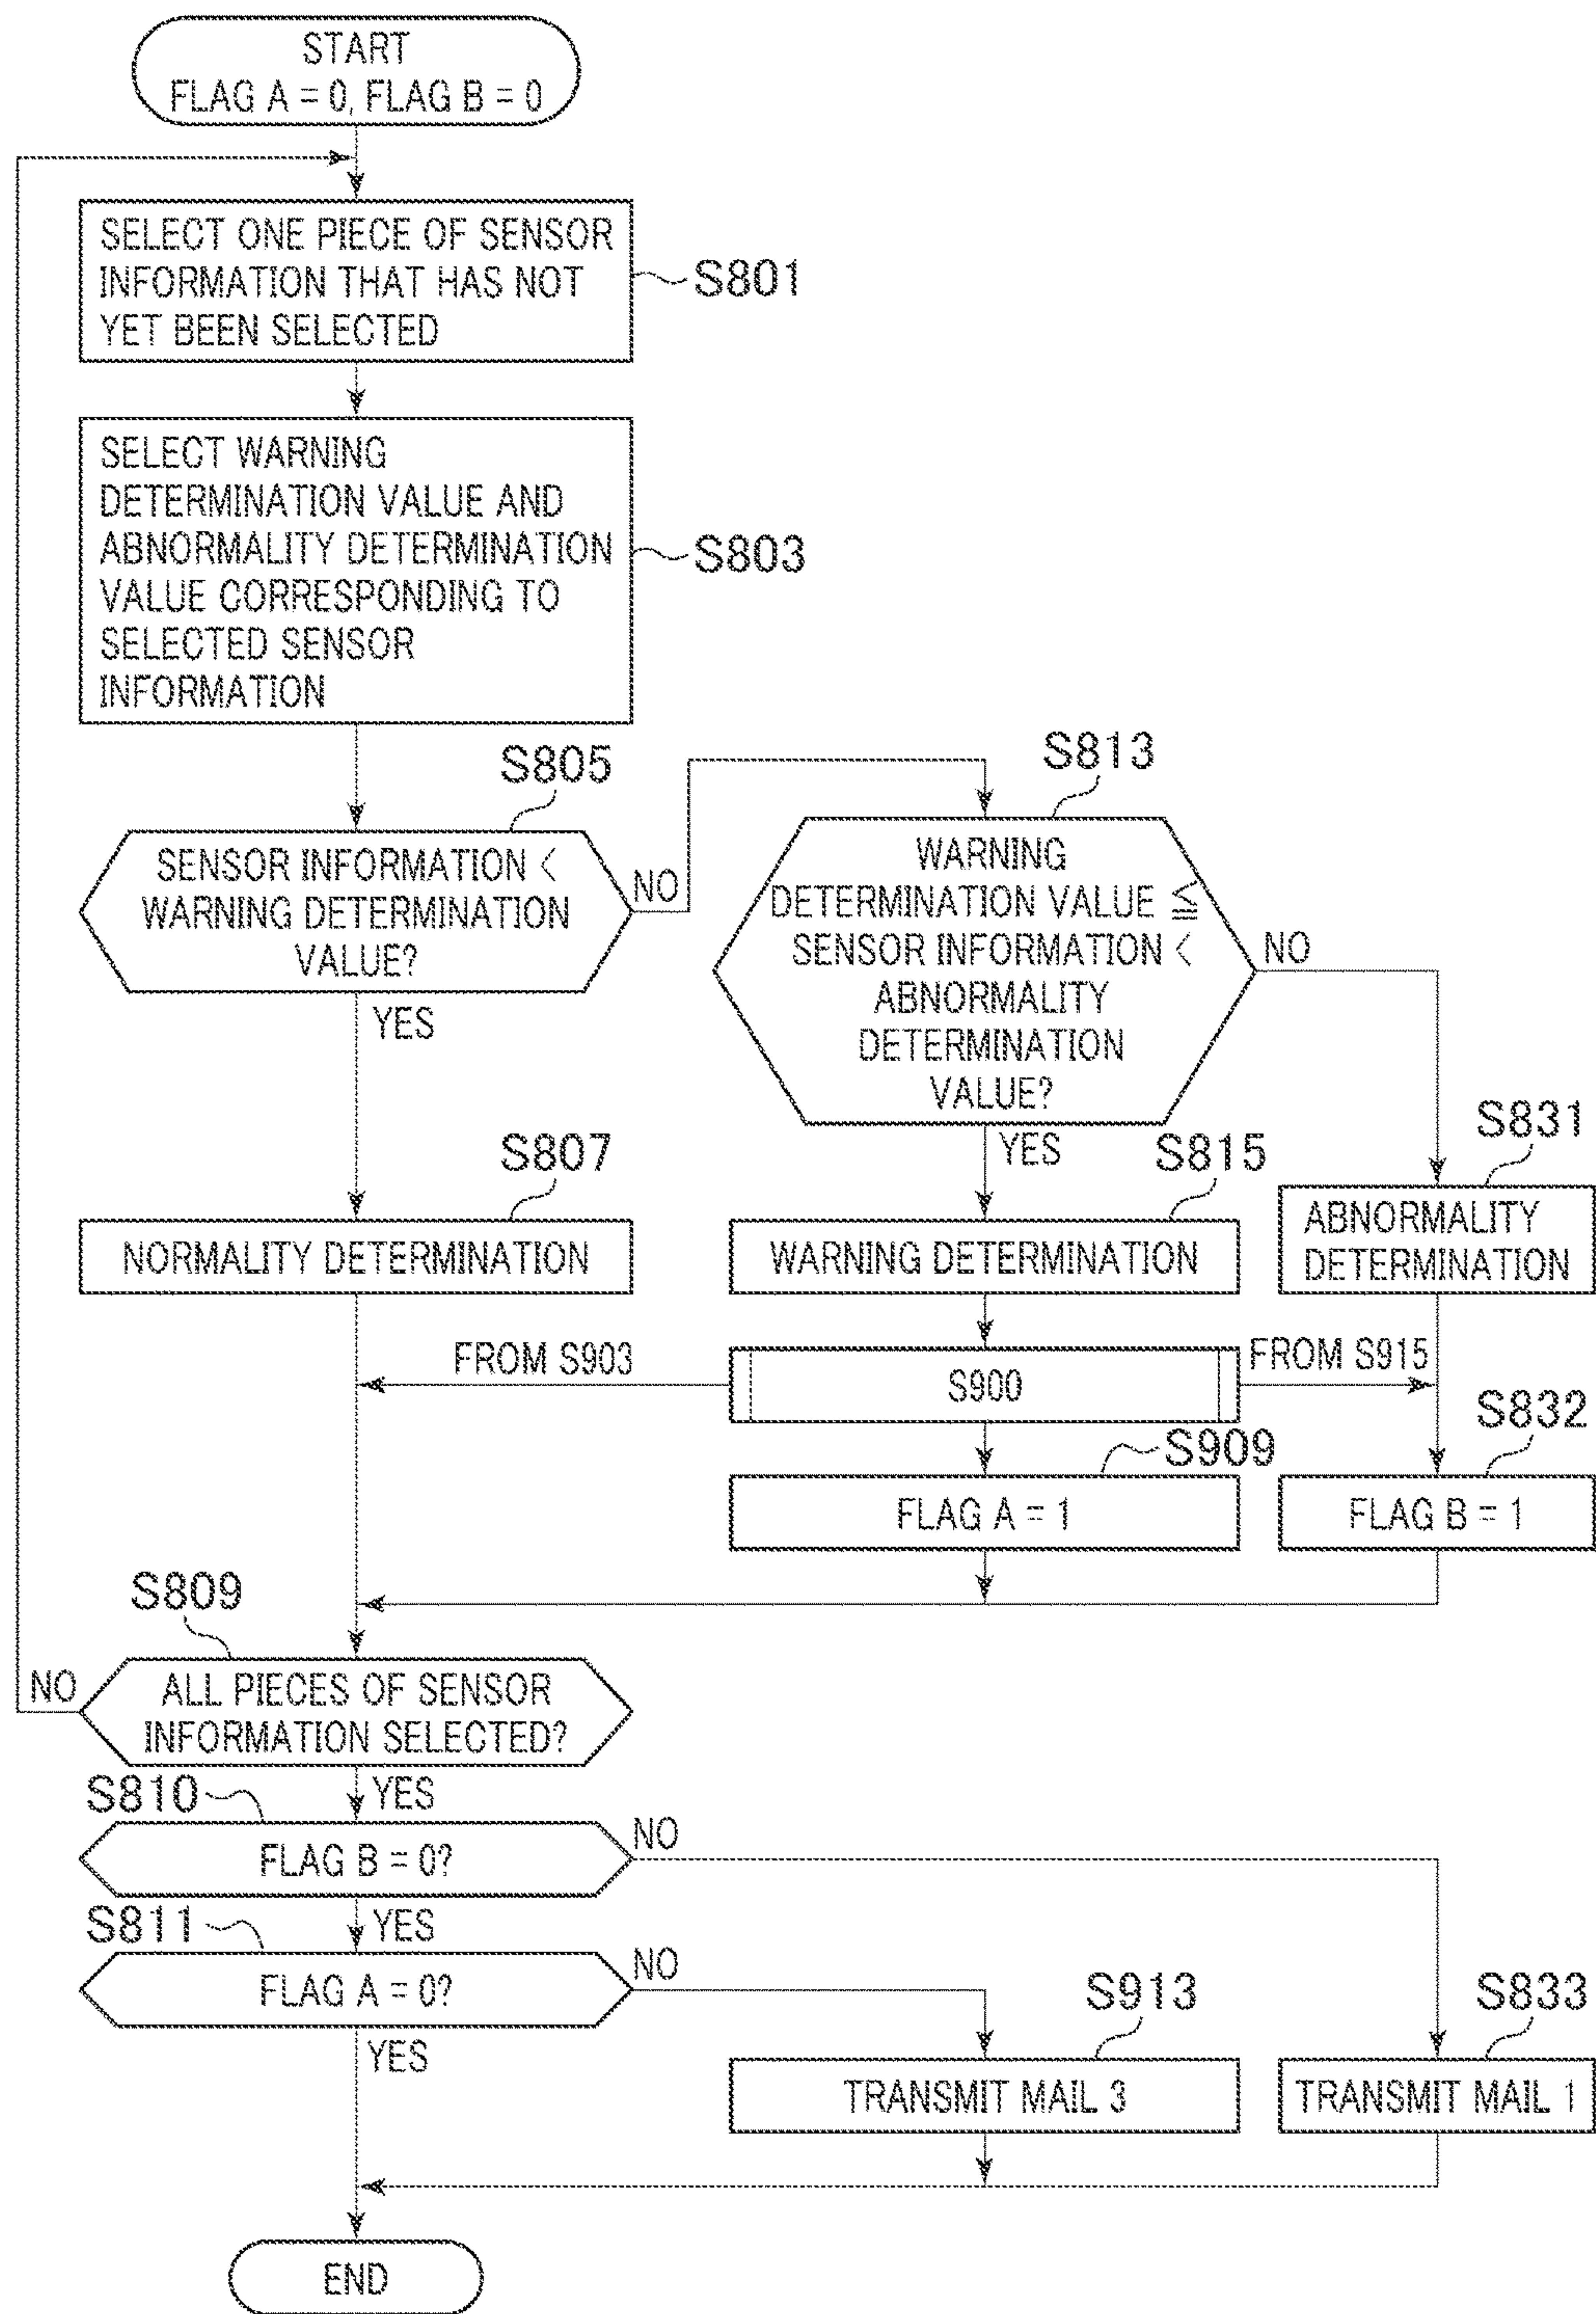 START
FLAG A = 0, FLAG B = 0
SELECT ONE PIECE OF SENSOR
INFORMATION THAT HAS NOT
YET BEEN SELECTED
S801
SELECT WARNING
DETERMINATION VALUE AND
ABNORMALITY DETERMINATION
VALUE CORRESPONDING TO
SELECTED SENSOR
INFORMATION
S803
S805
SENSOR INFORMATION <
WARNING DETERMINATION
VALUE?
NO
YES
S813
WARNING
DETERMINATION VALUE ≦
SENSOR INFORMATION <
ABNORMALITY
DETERMINATION
VALUE?
NO
YES
S807
NORMALITY DETERMINATION
S815
WARNING DETERMINATION
S831
ABNORMALITY
DETERMINATION
FROM S903
S900
FROM S915
S909
FLAG A = 1
S832
FLAG B = 1
S809
ALL PIECES OF SENSOR
INFORMATION SELECTED?
NO
YES
S810
FLAG B = 0?
NO
YES
S811
FLAG A = 0?
NO
YES
S913
TRANSMIT MAIL 3
S833
TRANSMIT MAIL 1
END